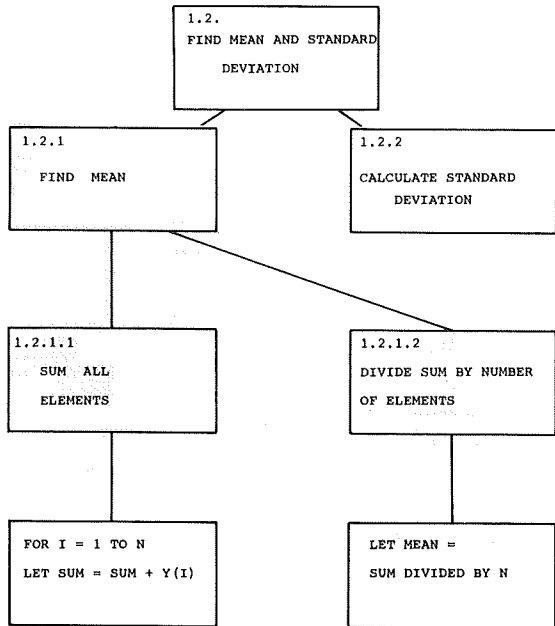 1.2.
FIND MEAN AND STANDARD
DEVIATION
1.2.1
FIND MEAN
1.2.2
CALCULATE STANDARD
DEVIATION
1.2.1.1
SUM ALL
ELEMENTS
1.2.1.2
DIVIDE SUM BY NUMBER
OF ELEMENTS
FOR I = 1 TO N
LET SUM = SUM + Y(I)
LET MEAN =
SUM DIVIDED BY N